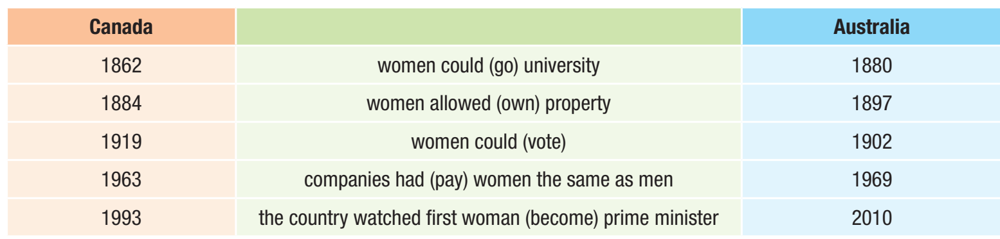 Canada Australia
1862 women could (go) university 1880
1884 women allowed (own) property 1897
1919 women could (vote) 1902
1963 companies had (pay) women the same as men 1969
1993 the country watched first woman (become) prime minister 2010